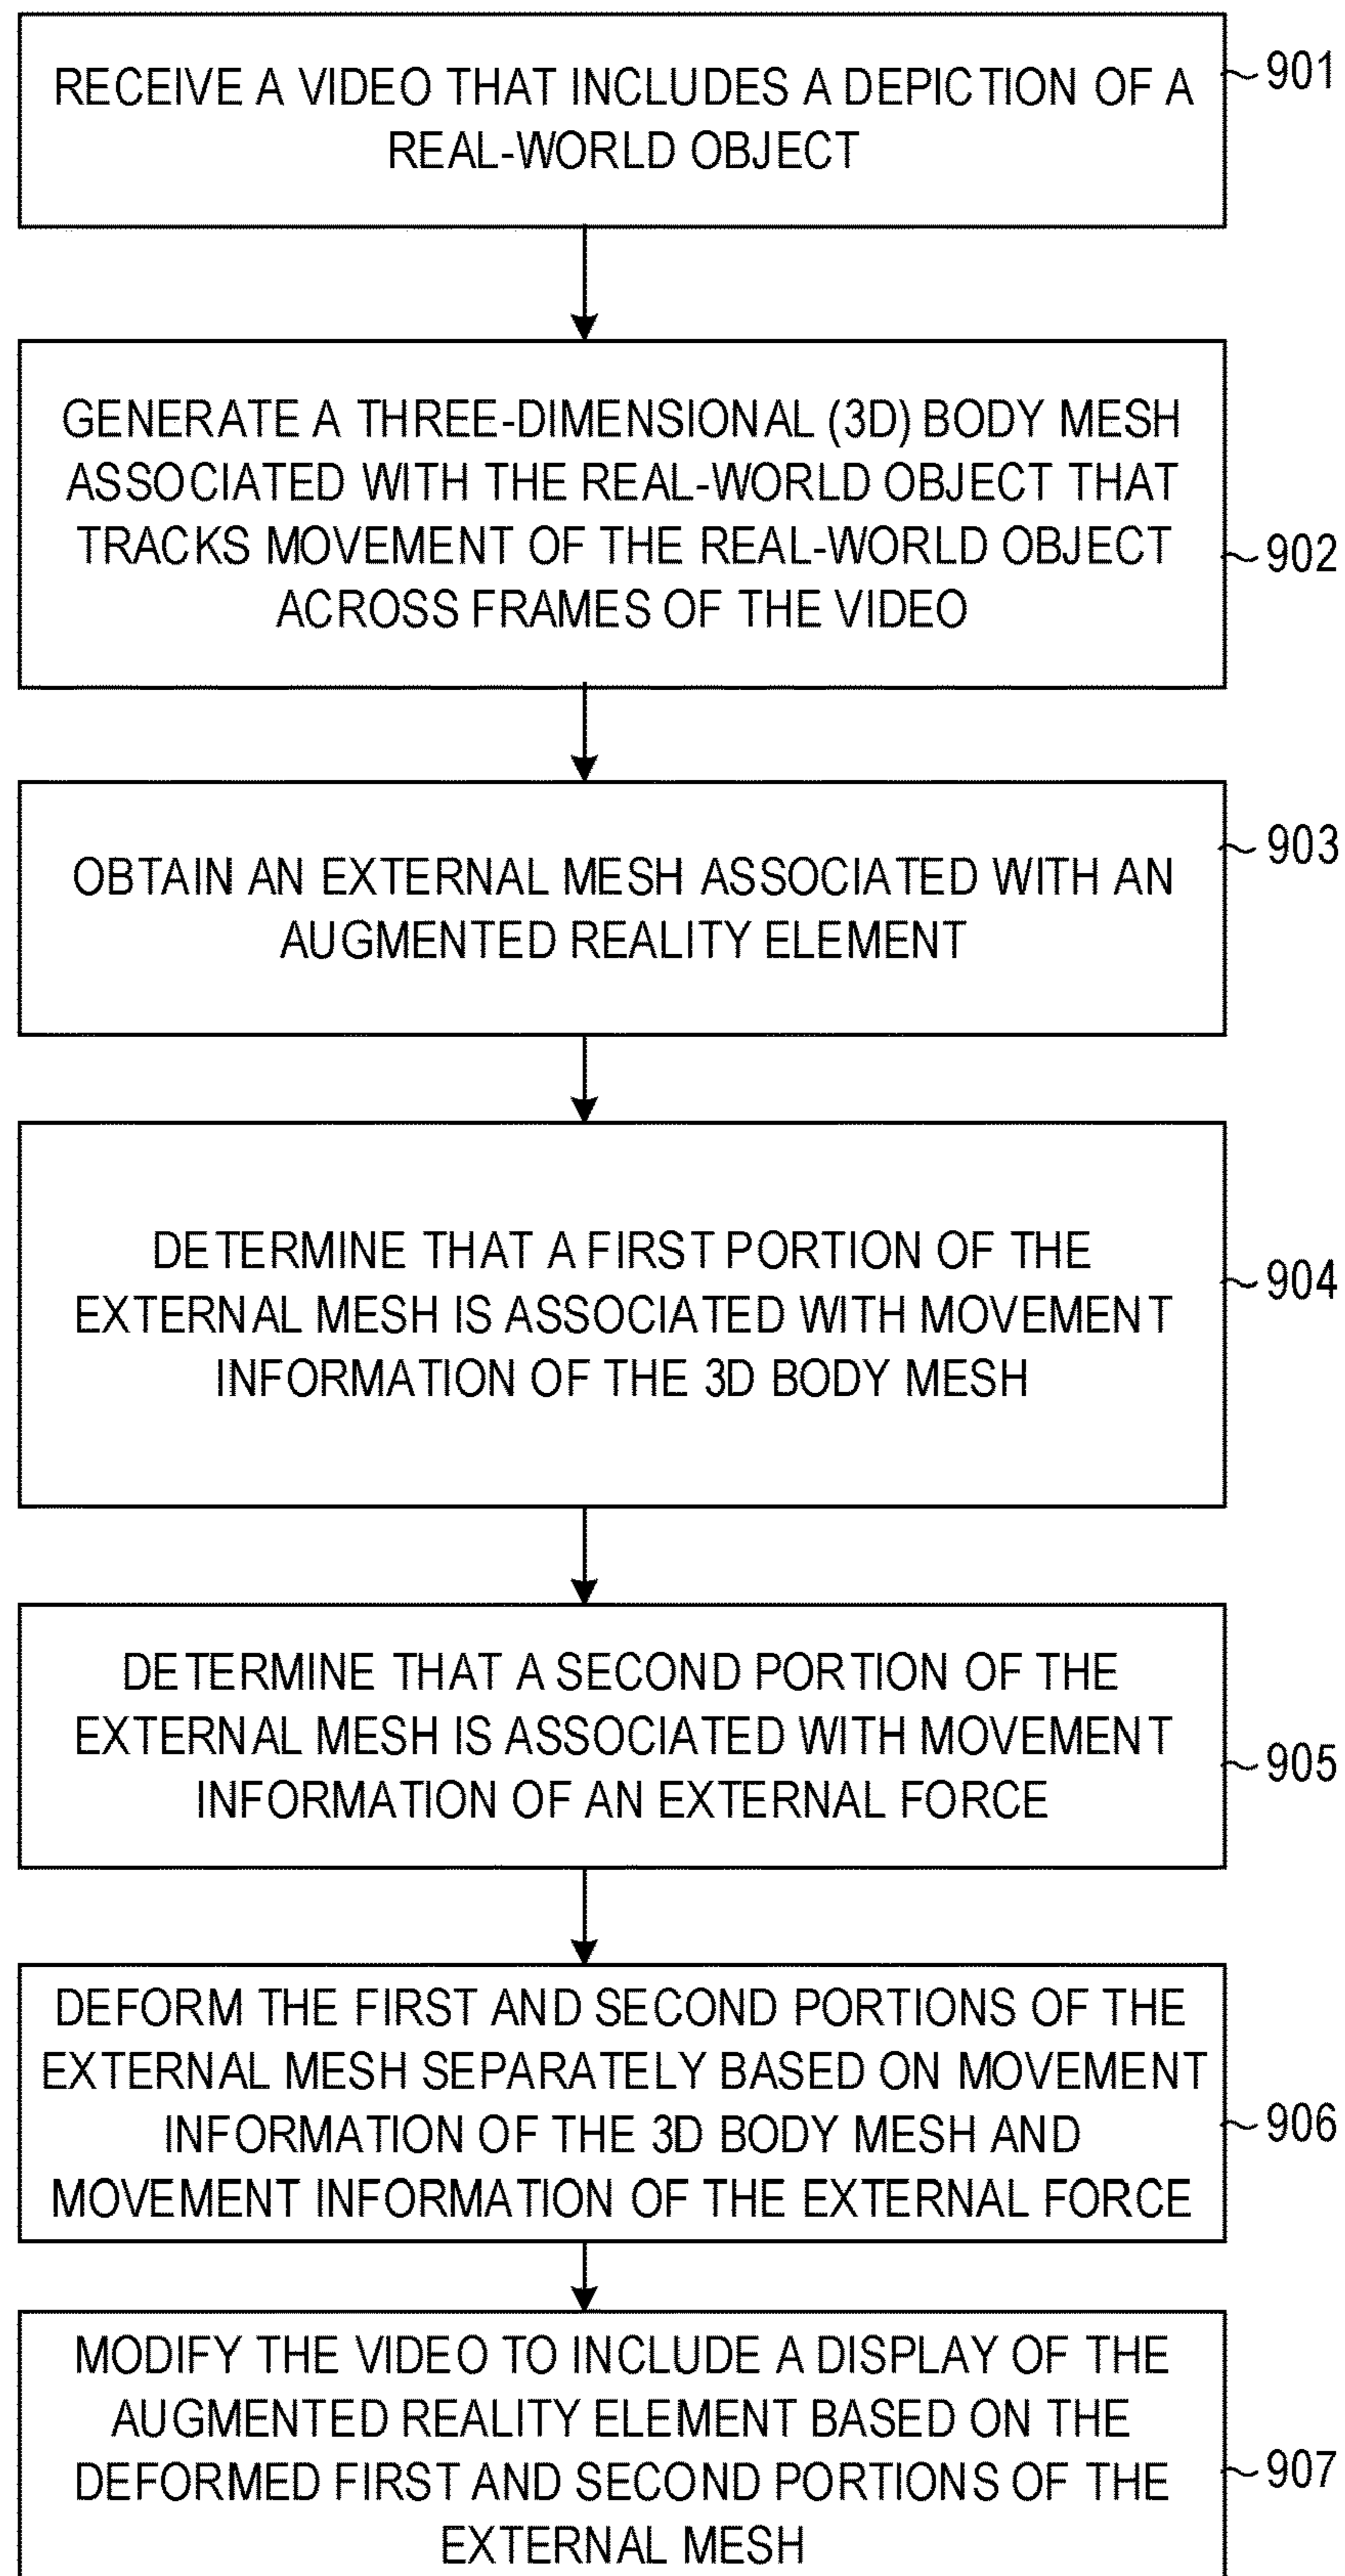 RECEIVE A VIDEO THAT INCLUDES A DEPICTION OF A
REAL-WORLD OBJECT
901
GENERATE A THREE-DIMENSIONAL (3D) BODY MESH
ASSOCIATED WITH THE REAL-WORLD OBJECT THAT
TRACKS MOVEMENT OF THE REAL-WORLD OBJECT
ACROSS FRAMES OF THE VIDEO
902
OBTAIN AN EXTERNAL MESH ASSOCIATED WITH AN
AUGMENTED REALITY ELEMENT
903
DETERMINE THAT A FIRST PORTION OF THE
EXTERNAL MESH IS ASSOCIATED WITH MOVEMENT
INFORMATION OF THE 3D BODY MESH
904
DETERMINE THAT A SECOND PORTION OF THE
EXTERNAL MESH IS ASSOCIATED WITH MOVEMENT
INFORMATION OF AN EXTERNAL FORCE
905
DEFORM THE FIRST AND SECOND PORTIONS OF THE
EXTERNAL MESH SEPARATELY BASED ON MOVEMENT
INFORMATION OF THE 3D BODY MESH AND
MOVEMENT INFORMATION OF THE EXTERNAL FORCE
906
MODIFY THE VIDEO TO INCLUDE A DISPLAY OF THE
AUGMENTED REALITY ELEMENT BASED ON THE
DEFORMED FIRST AND SECOND PORTIONS OF THE
EXTERNAL MESH
907